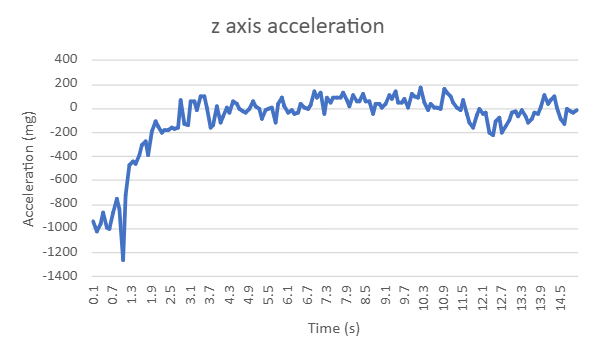 z axis acceleration
400
200
0
-200
-400
-600
-800
-1000
-1200
-1400
Acceleration (mg)
0.1 0.7 1.3 1.9 2.5 3.1 3.7 4.3 4.9 5.5 6.1 6.7 7.3 7.9 8.5 9.1 9.7 10.3 10.9 11.5 12.1 12.7 13.3 13.9 14.5
Time (s)